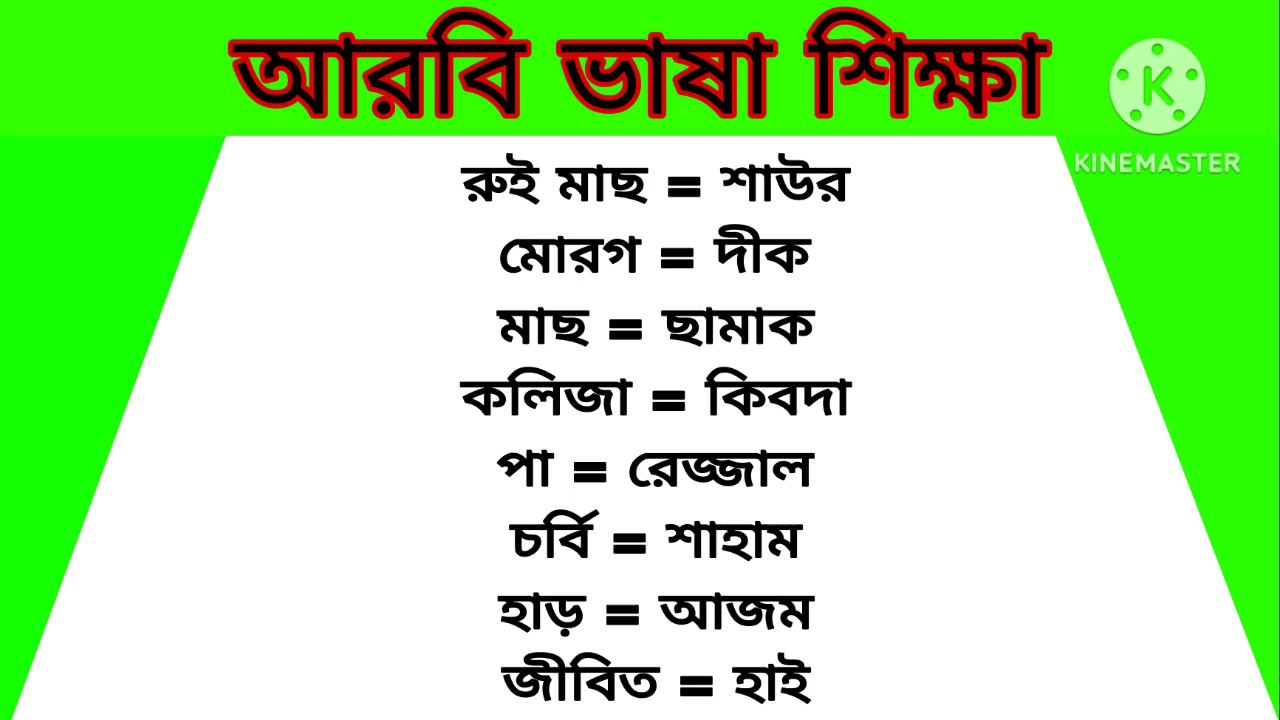 আরবি ভাষা শিক্ষা
K
KINEMASTER
রুই মাছ = শাউর
মোরগ = দীক
মাছ = ছামাক
কলিজা = কিবদা
পা = রেজ্জাল
চর্বি = শাহাম
হাড় = আজম
জীবিত = হাই